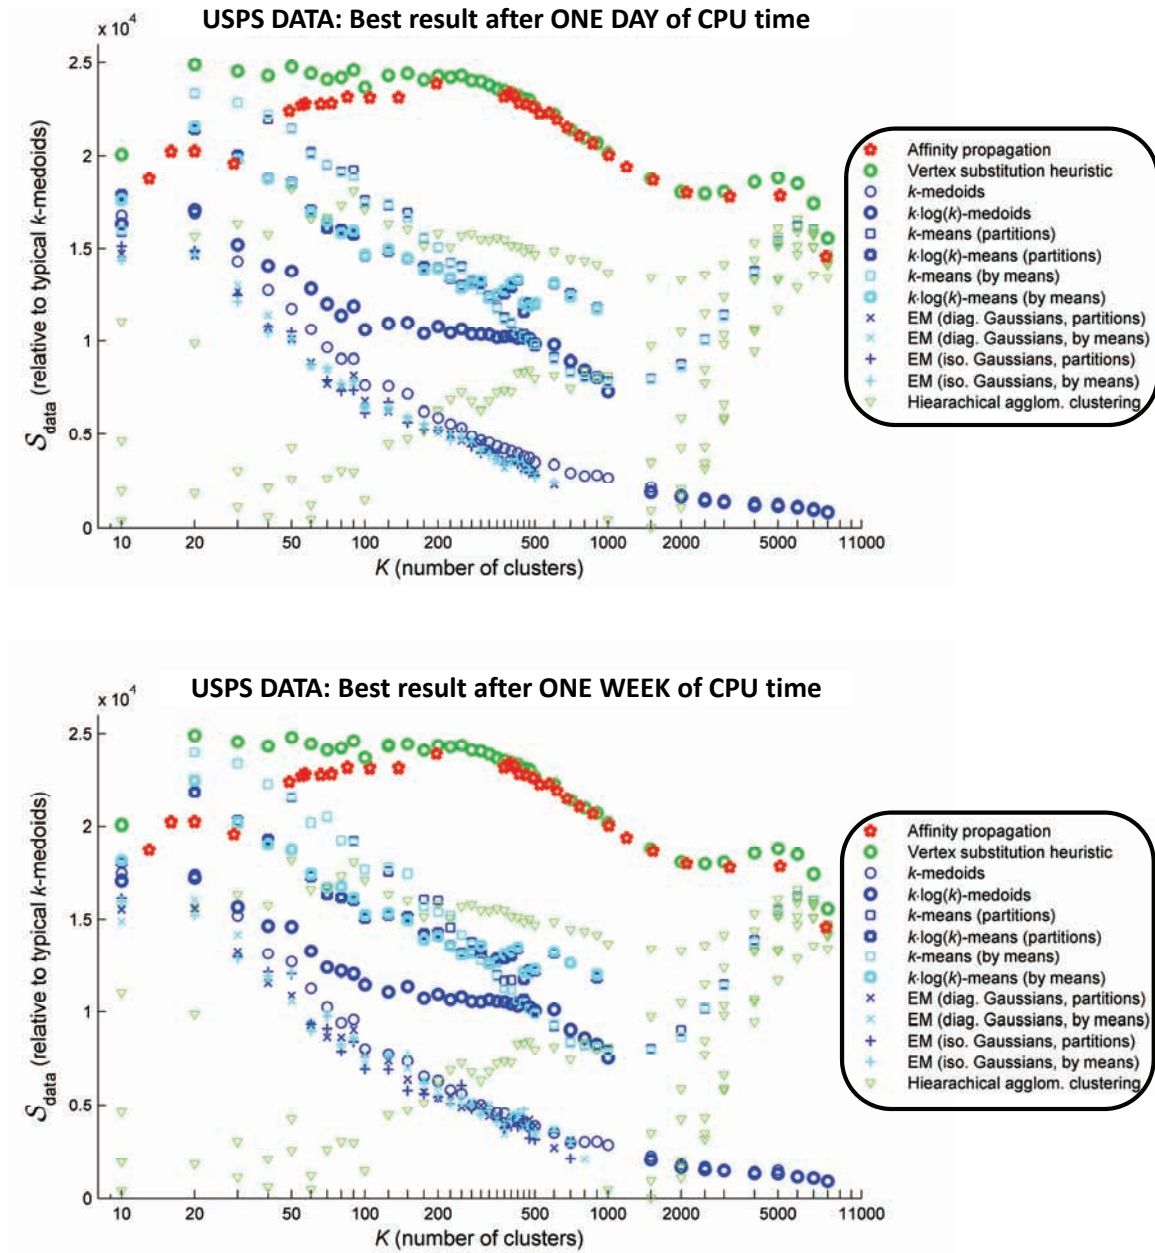 USPS DATA: Best result after ONE DAY of CPU time
x 10⁴
2.5
2
1.5
1
0.5
0
S data (relative to typical k-medoids)
10 20 50 100 200 500 1000 2000 5000 11000
K (number of clusters)
Affinity propagation
Vertex substitution heuristic
k-medoids
k·log(k)-medoids
k-means (partitions)
k·log(k)-means (partitions)
k-means (by means)
k·log(k)-means (by means)
EM (diag. Gaussians, partitions)
EM (diag. Gaussians, by means)
EM (iso. Gaussians, partitions)
EM (iso. Gaussians, by means)
Hiearachical agglom. clustering
USPS DATA: Best result after ONE WEEK of CPU time
x 10⁴
2.5
2
1.5
1
0.5
0
S data (relative to typical k-medoids)
10 20 50 100 200 500 1000 2000 5000 11000
K (number of clusters)
Affinity propagation
Vertex substitution heuristic
k-medoids
k·log(k)-medoids
k-means (partitions)
k·log(k)-means (partitions)
k-means (by means)
k·log(k)-means (by means)
EM (diag. Gaussians, partitions)
EM (diag. Gaussians, by means)
EM (iso. Gaussians, partitions)
EM (iso. Gaussians, by means)
Hiearachical agglom. clustering